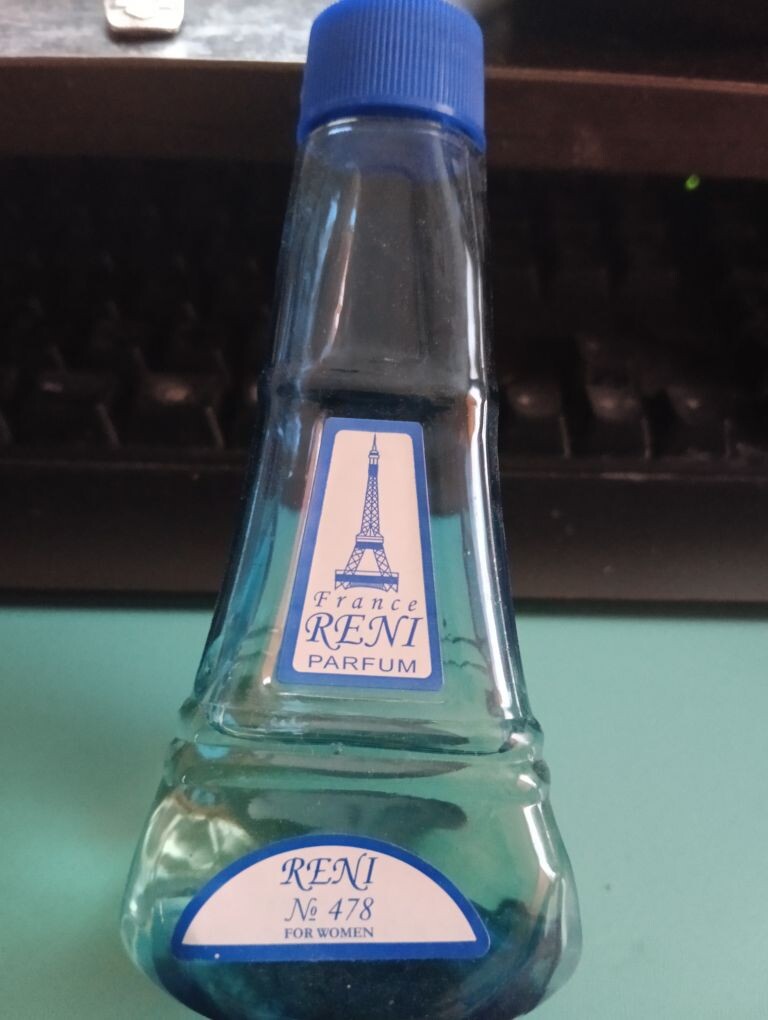 France
RENI
PARFUM
RENI
№ 478
FOR WOMEN